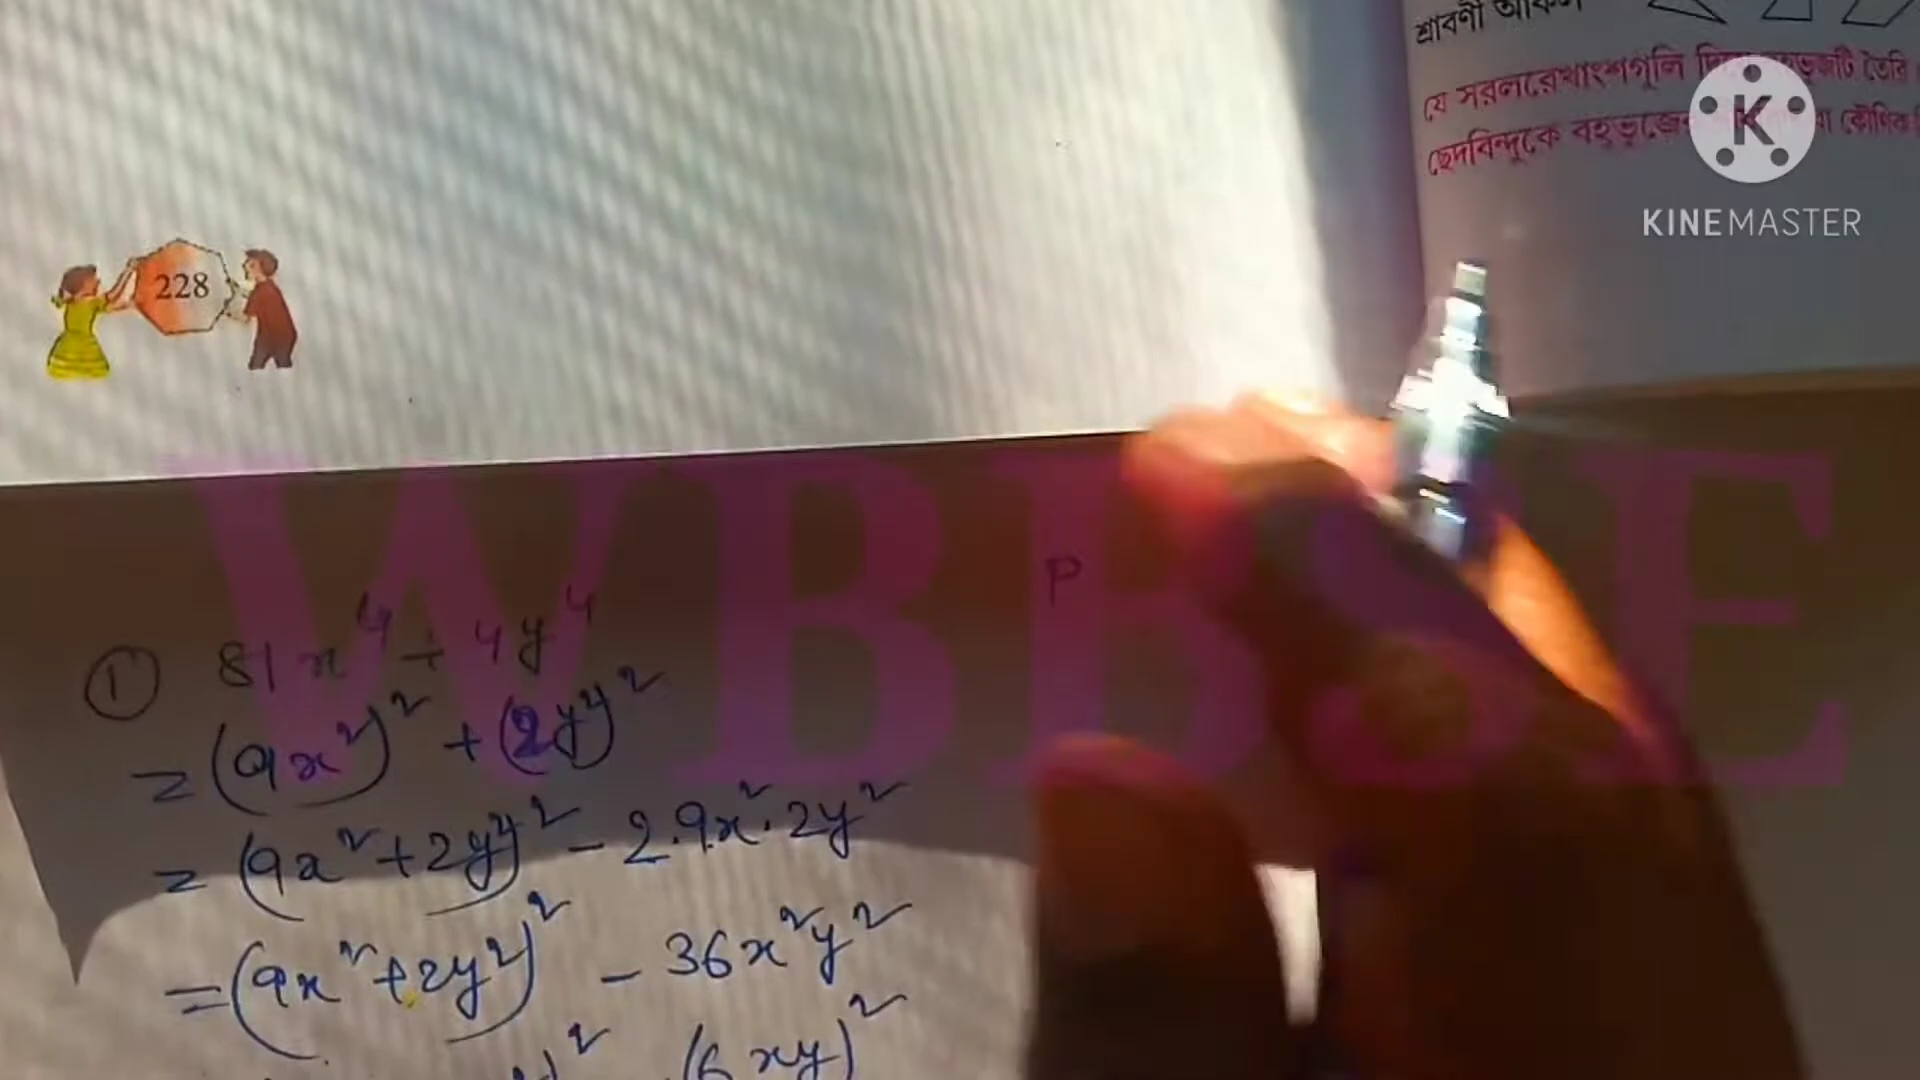 শ্রাবণী
যে সরলরেখাংশগুলি তৈরি
ছেদবিন্দুকে বহুভুজের বা কৌণিক
K
KINEMASTER
228
WBBSE
P
① 81x⁴ + 4y⁴
= (9x²)² + (2y²)²
= (9x² + 2y²)² - 2.9x².2y²
= (9x² + 2y²)² - 36x²y²
)² - (6xy)²